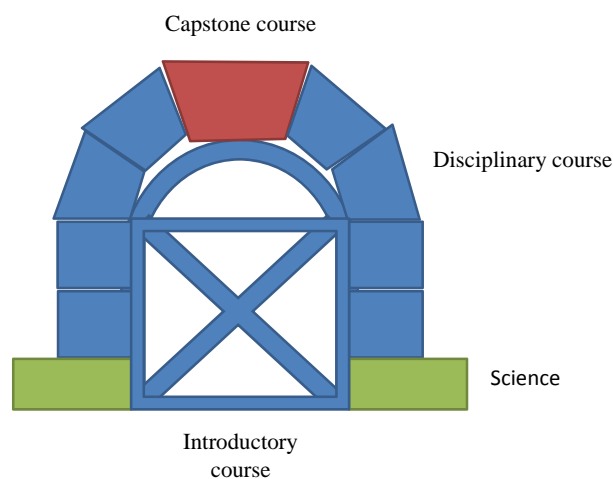 Capstone course
Disciplinary course
Science
Introductory
course